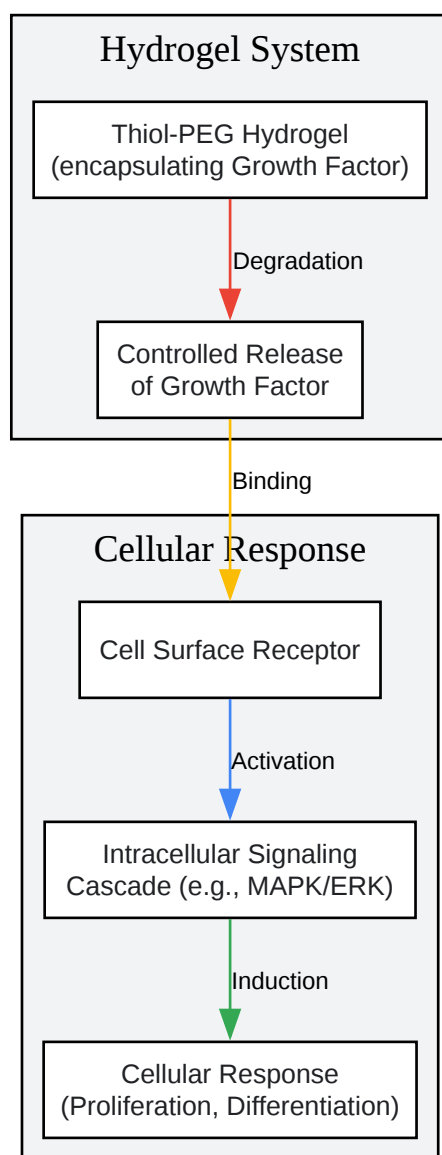 Hydrogel System
Thiol-PEG Hydrogel
(encapsulating Growth Factor)
Degradation
Controlled Release
of Growth Factor
Binding
Cellular Response
Cell Surface Receptor
Activation
Intracellular Signaling
Cascade (e.g., MAPK/ERK)
Induction
Cellular Response
(Proliferation, Differentiation)